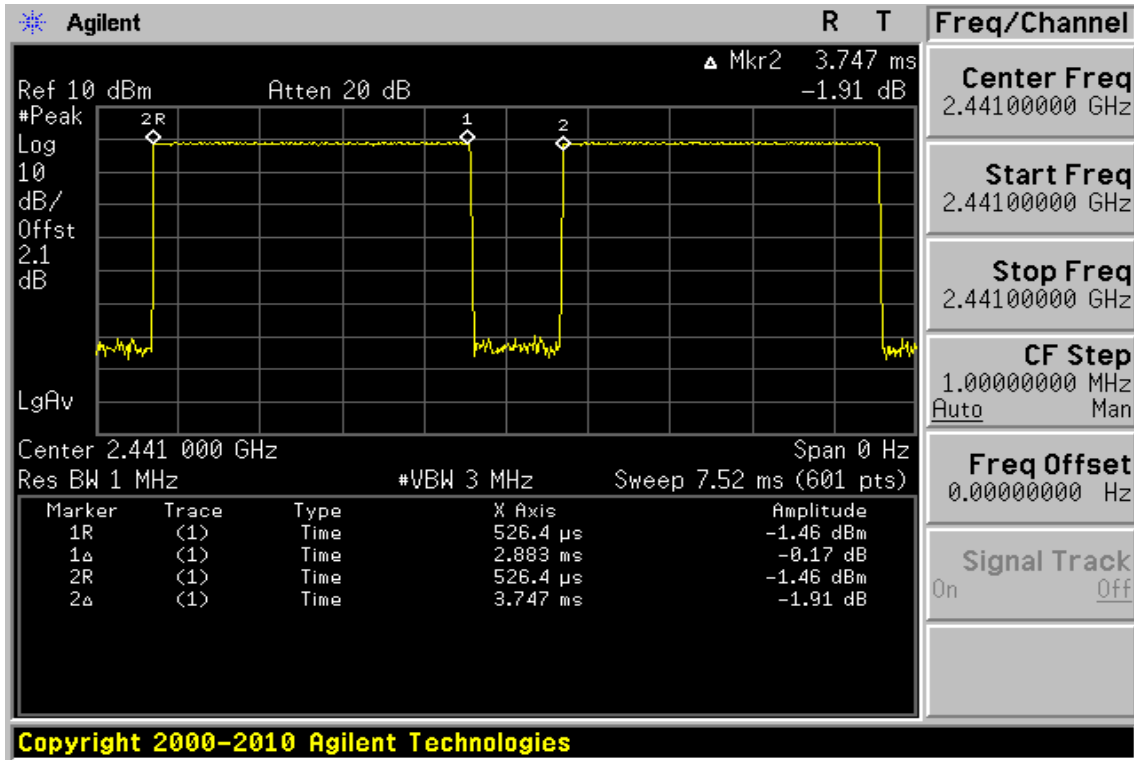 Agilent R T
Freq/Channel
Δ Mkr2 3.747 ms
Ref 10 dBm Atten 20 dB -1.91 dB
#Peak
Log
10
dB/
Offst
2.1
dB
LgAv
2R
1
2
Center 2.441 000 GHz Span 0 Hz
Res BW 1 MHz #VBW 3 MHz Sweep 7.52 ms (601 pts)
Marker Trace Type X Axis Amplitude
1R (1) Time 526.4 µs -1.46 dBm
1Δ (1) Time 2.883 ms -0.17 dB
2R (1) Time 526.4 µs -1.46 dBm
2Δ (1) Time 3.747 ms -1.91 dB
Center Freq
2.44100000 GHz
Start Freq
2.44100000 GHz
Stop Freq
2.44100000 GHz
CF Step
1.00000000 MHz
Auto Man
Freq Offset
0.00000000 Hz
Signal Track
On Off
Copyright 2000-2010 Agilent Technologies